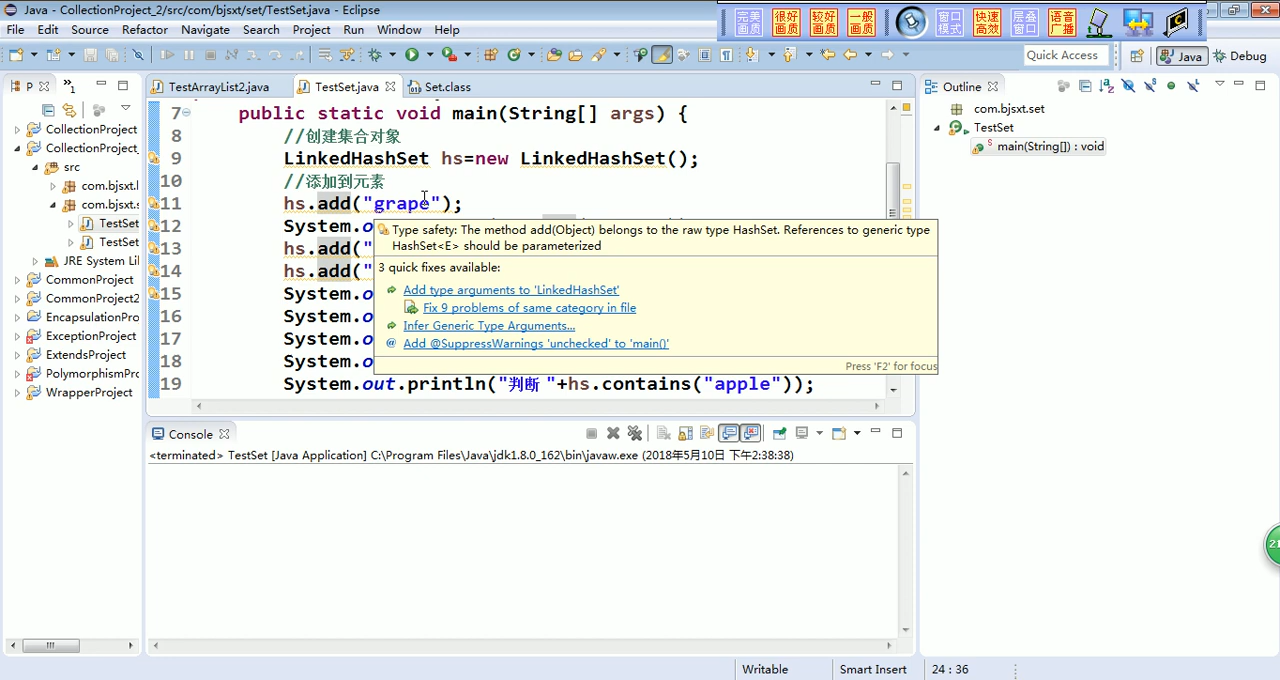 Java - CollectionProject_2/src/com/bjsxt/set/TestSet.java - Eclipse
完美画质
很好画质
较好画质
一般画质
窗口模式
快速高效
层叠窗口
语音广播
File Edit Source Refactor Navigate Search Project Run Window Help
Quick Access
Java
Debug
P
»1
TestArrayList2.java
TestSet.java
Set.class
CollectionProject
CollectionProject_
src
com.bjsxt.l
com.bjsxt.s
TestSet
TestSet
JRE System Li
CommonProject
CommonProject2
EncapsulationPro
ExceptionProject
ExtendsProject
PolymorphismPro
WrapperProject
7 public static void main(String[] args) {
8 //创建集合对象
9 LinkedHashSet hs=new LinkedHashSet();
10 //添加到元素
11 hs.add("grape");
12 System.o
13 hs.add("
14 hs.add("
15 System.o
16 System.o
17 System.o
18 System.o
19 System.out.println("判断 "+hs.contains("apple"));
Type safety: The method add(Object) belongs to the raw type HashSet. References to generic type
HashSet<E> should be parameterized
3 quick fixes available:
Add type arguments to 'LinkedHashSet'
Fix 9 problems of same category in file
Infer Generic Type Arguments...
@ Add @SuppressWarnings 'unchecked' to 'main()'
Press 'F2' for focus
Outline
com.bjsxt.set
TestSet
main(String[]) : void
Console
<terminated> TestSet [Java Application] C:\Program Files\Java\jdk1.8.0_162\bin\javaw.exe (2018年5月10日 下午2:38:38)
21
Writable
Smart Insert
24 : 36